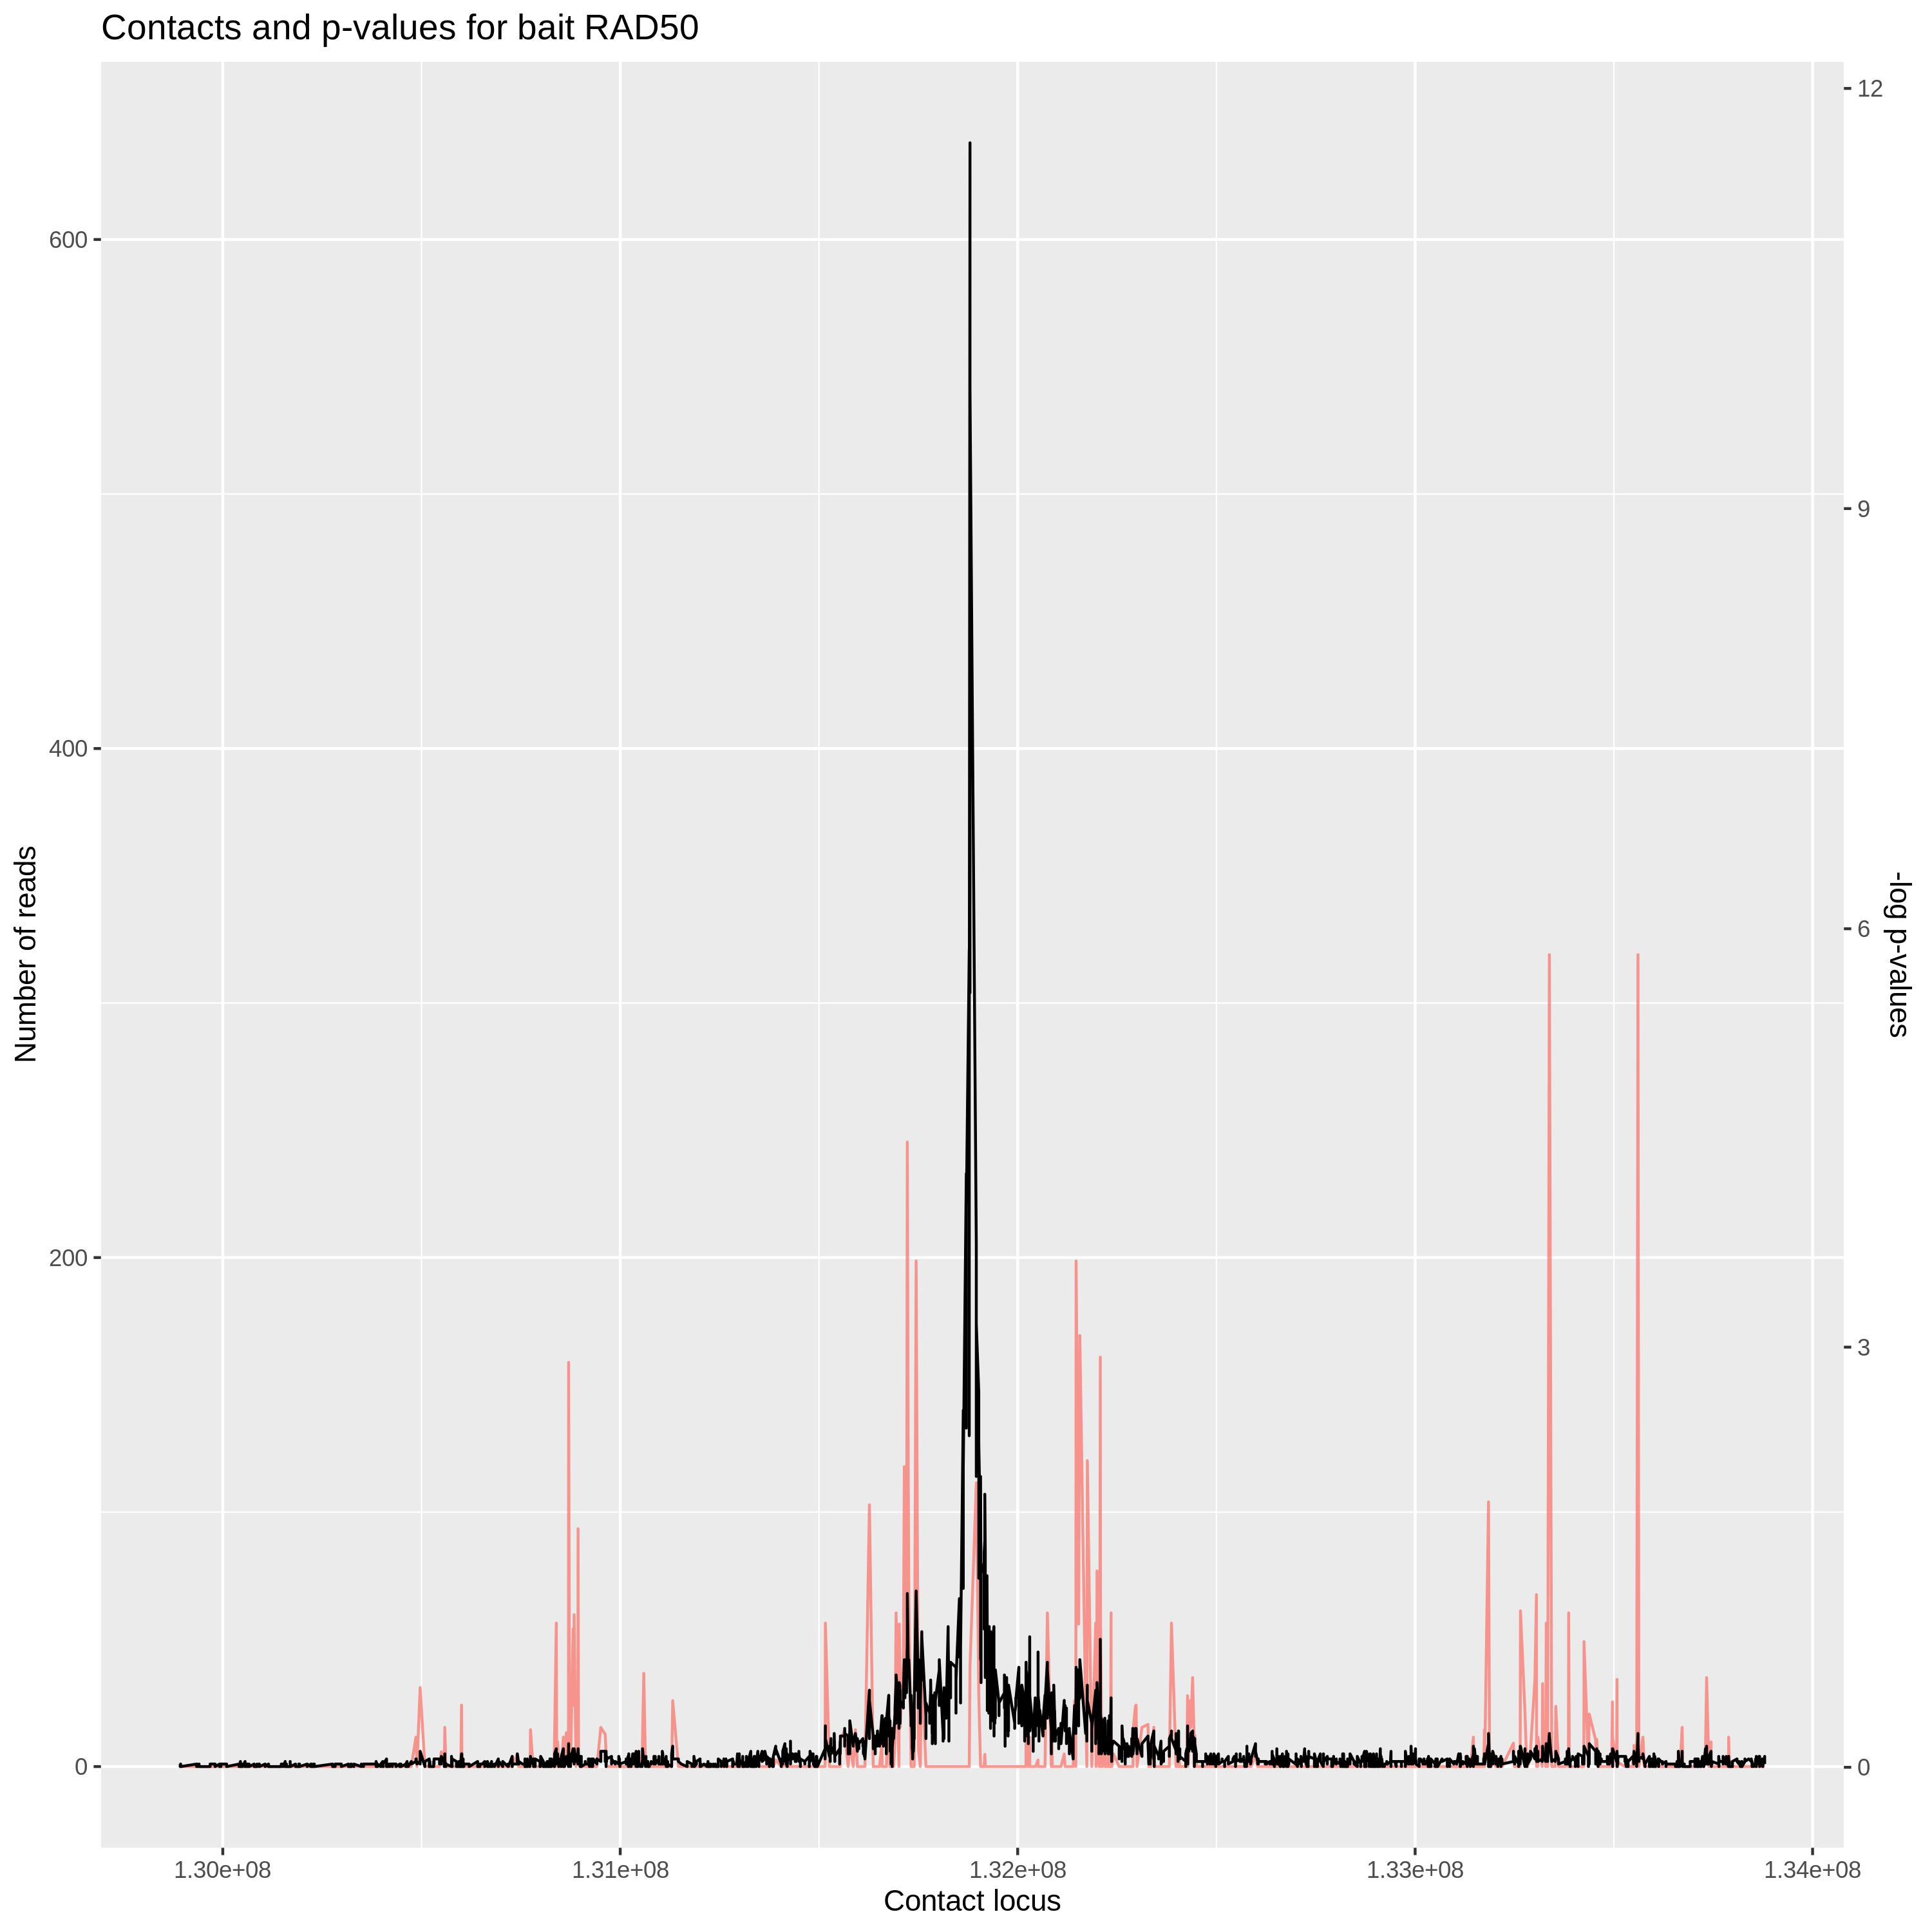 Contacts and p-values for bait RAD50
12
600
9
400
6
Number of reads
-log p-values
200
3
0
0
1.30e+08
1.31e+08
1.32e+08
1.33e+08
1.34e+08
Contact locus